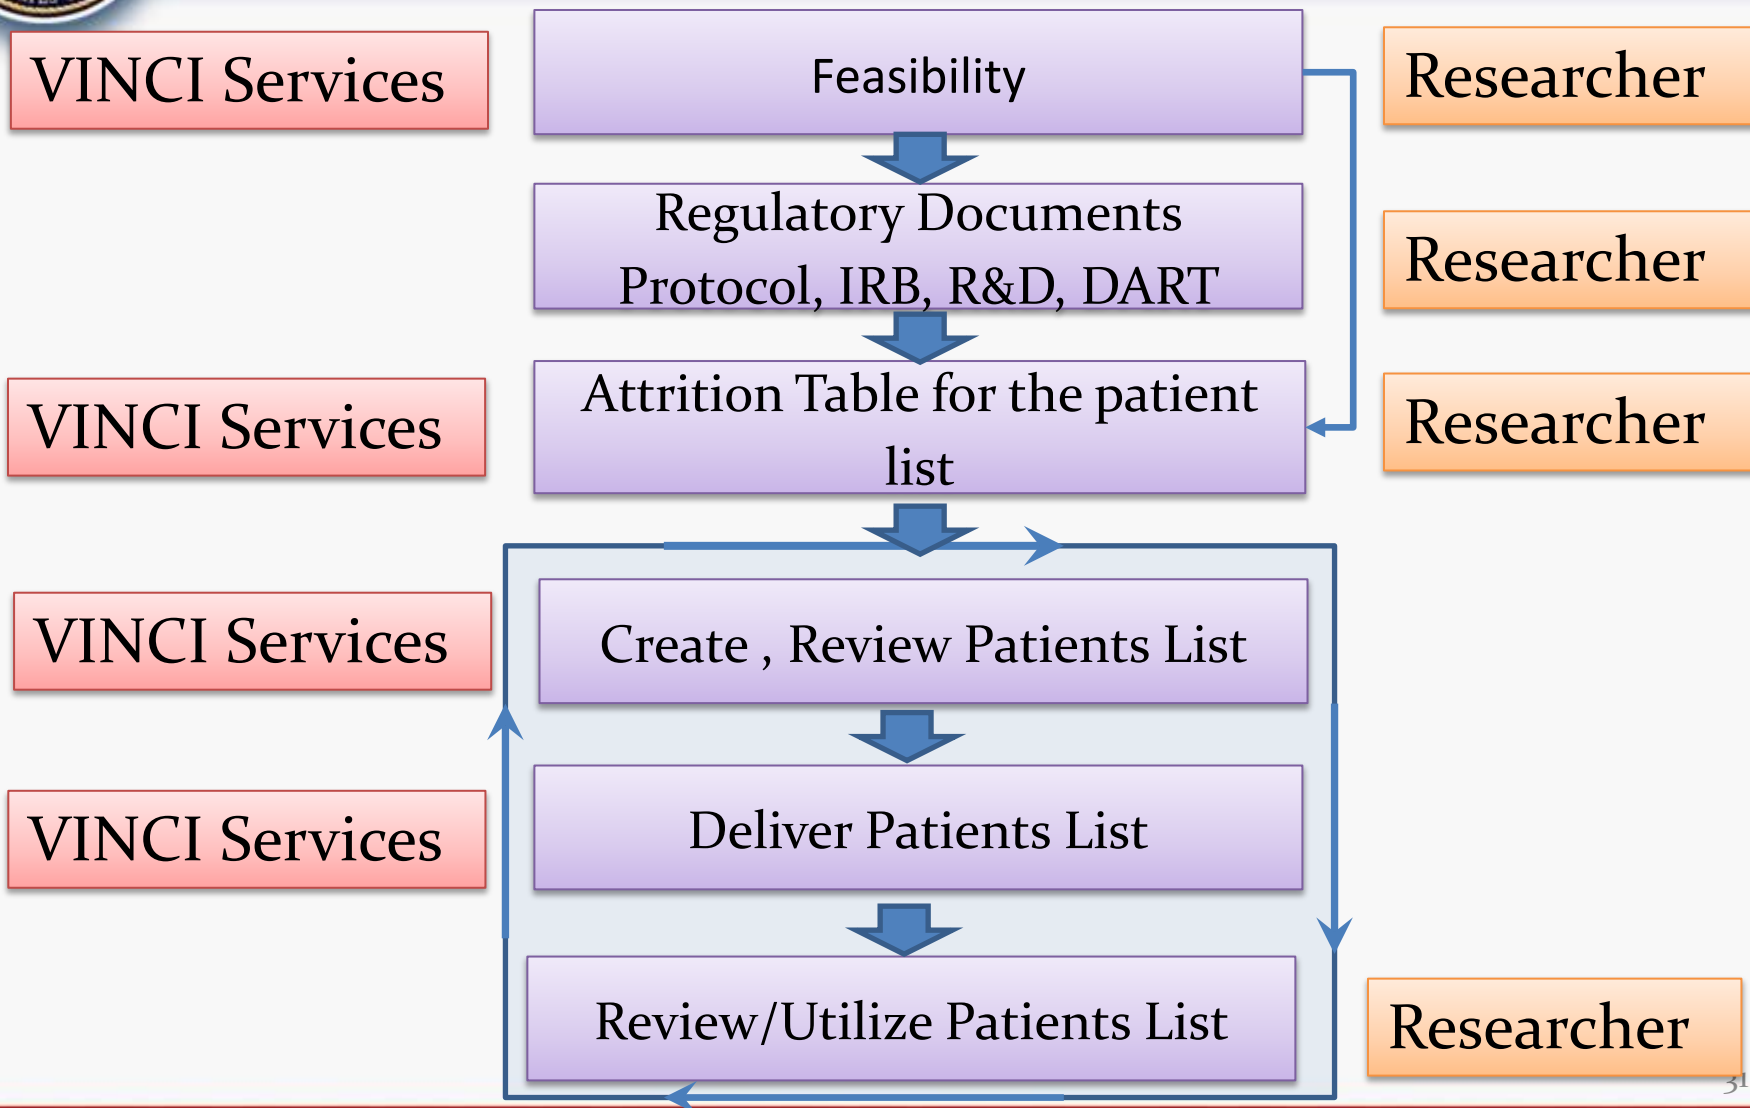 VINCI Services
Feasibility
Researcher
Regulatory Documents
Protocol, IRB, R&D, DART
Researcher
VINCI Services
Attrition Table for the patient
list
Researcher
VINCI Services
Create , Review Patients List
VINCI Services
Deliver Patients List
Review/Utilize Patients List
Researcher
31